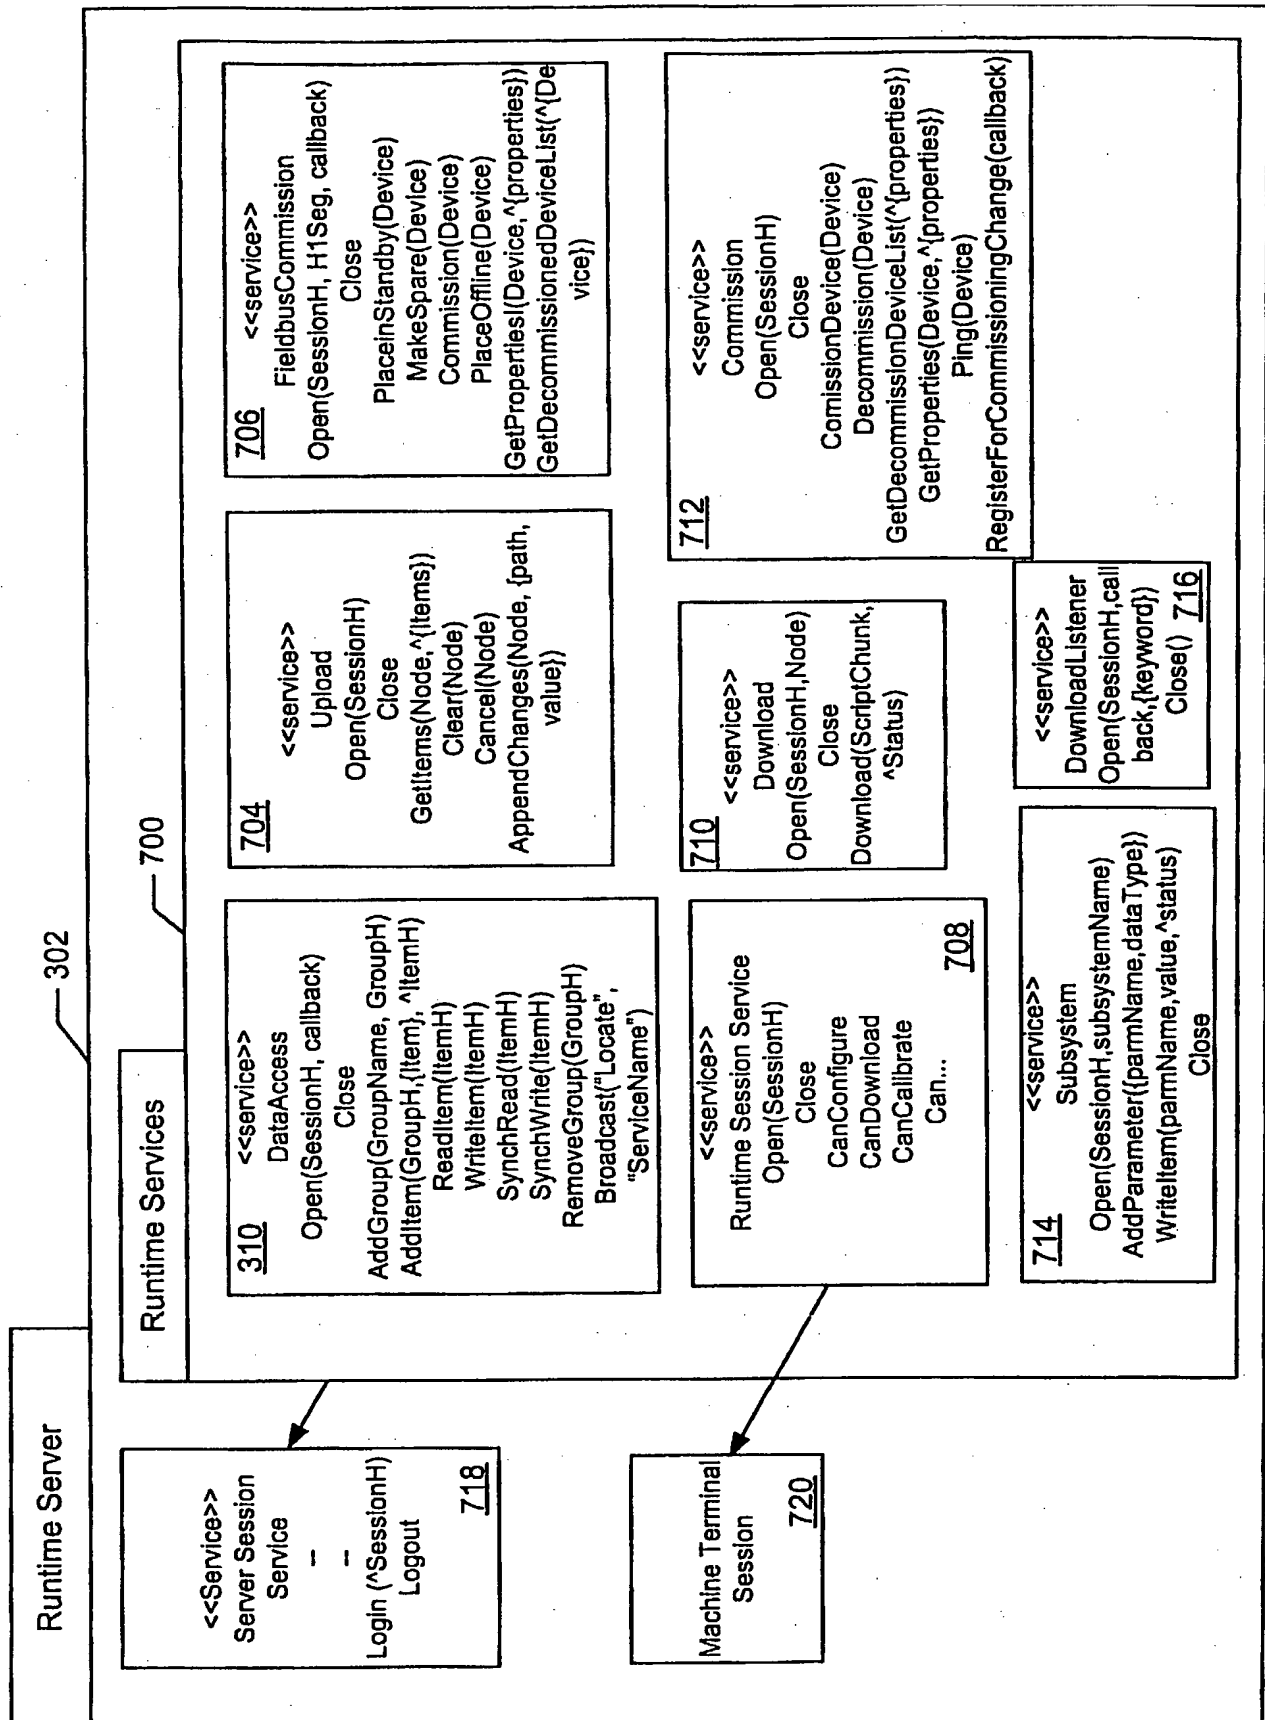 Runtime Server
302
Runtime Services
700
<<Service>>
Server Session
Service
--
--
Login (^SessionH)
Logout
718
Machine Terminal
Session
720
310
<<service>>
DataAccess
Open(SessionH, callback)
Close
AddGroup(GroupName, GroupH)
AddItem(GroupH,{Item}, ^ItemH)
ReadItem(ItemH)
WriteItem(ItemH)
SynchRead(ItemH)
SynchWrite(ItemH)
RemoveGroup(GroupH)
Broadcast("Locate",
"ServiceName")
704
<<service>>
Upload
Open(SessionH)
Close
GetItems(Node,^{Items})
Clear(Node)
Cancel(Node)
AppendChanges(Node, {path,
value})
706
<<service>>
FieldbusCommission
Open(SessionH, H1Seg, callback)
Close
PlaceinStandby(Device)
MakeSpare(Device)
Commission(Device)
PlaceOffline(Device)
GetPropertiesl(Device,^{properties})
GetDecommissionedDeviceList(^{De
vice})
<<service>>
Runtime Session Service
Open(SessionH)
Close
CanConfigure
CanDownload
CanCalibrate
Can...
708
710
<<service>>
Download
Open(SessionH,Node)
Close
Download(ScriptChunk,
^Status)
712
<<service>>
Commission
Open(SessionH)
Close
ComissionDevice(Device)
Decommission(Device)
GetDecommissionDeviceList(^{properties})
GetProperties(Device,^{properties})
Ping(Device)
RegisterForCommissioningChange(callback)
714
<<service>>
Subsystem
Open(SessionH,subsystemName)
AddParameter({parmName,dataType})
WriteItem(parmName,value,^status)
Close
<<service>>
DownloadListener
Open(SessionH,call
back,{keyword})
Close()
716